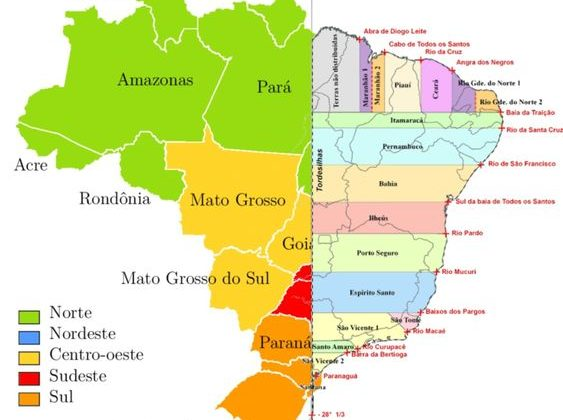 Amazonas
Pará
Acre
Rondônia
Mato Grosso
Goiá
Mato Grosso do Sul
Paraná
Norte
Nordeste
Centro-oeste
Sudeste
Sul
Tordesilhas
Terras não distribuídas
Maranhão 1
Maranhão 2
Piauí
Ceará
Rio Gde. do Norte 1
Rio Gde. do Norte 2
Itamaracá
Pernambuco
Bahia
Ilhéus
Porto Seguro
Espírito Santo
São Tomé
São Vicente 1
Santo Amaro
São Vicente 2
Santana
Abra de Diogo Leite
Cabo de Todos os Santos
Rio da Cruz
Angra dos Negros
Baia da Traição
Rio da Santa Cruz
Rio de São Francisco
Sul da baia de Todos os Santos
Rio Pardo
Rio Mucuri
Baixos dos Pargos
Rio Macaé
Rio Curupacê
Barra da Bertioga
Paranaguá
- 28° 1/3